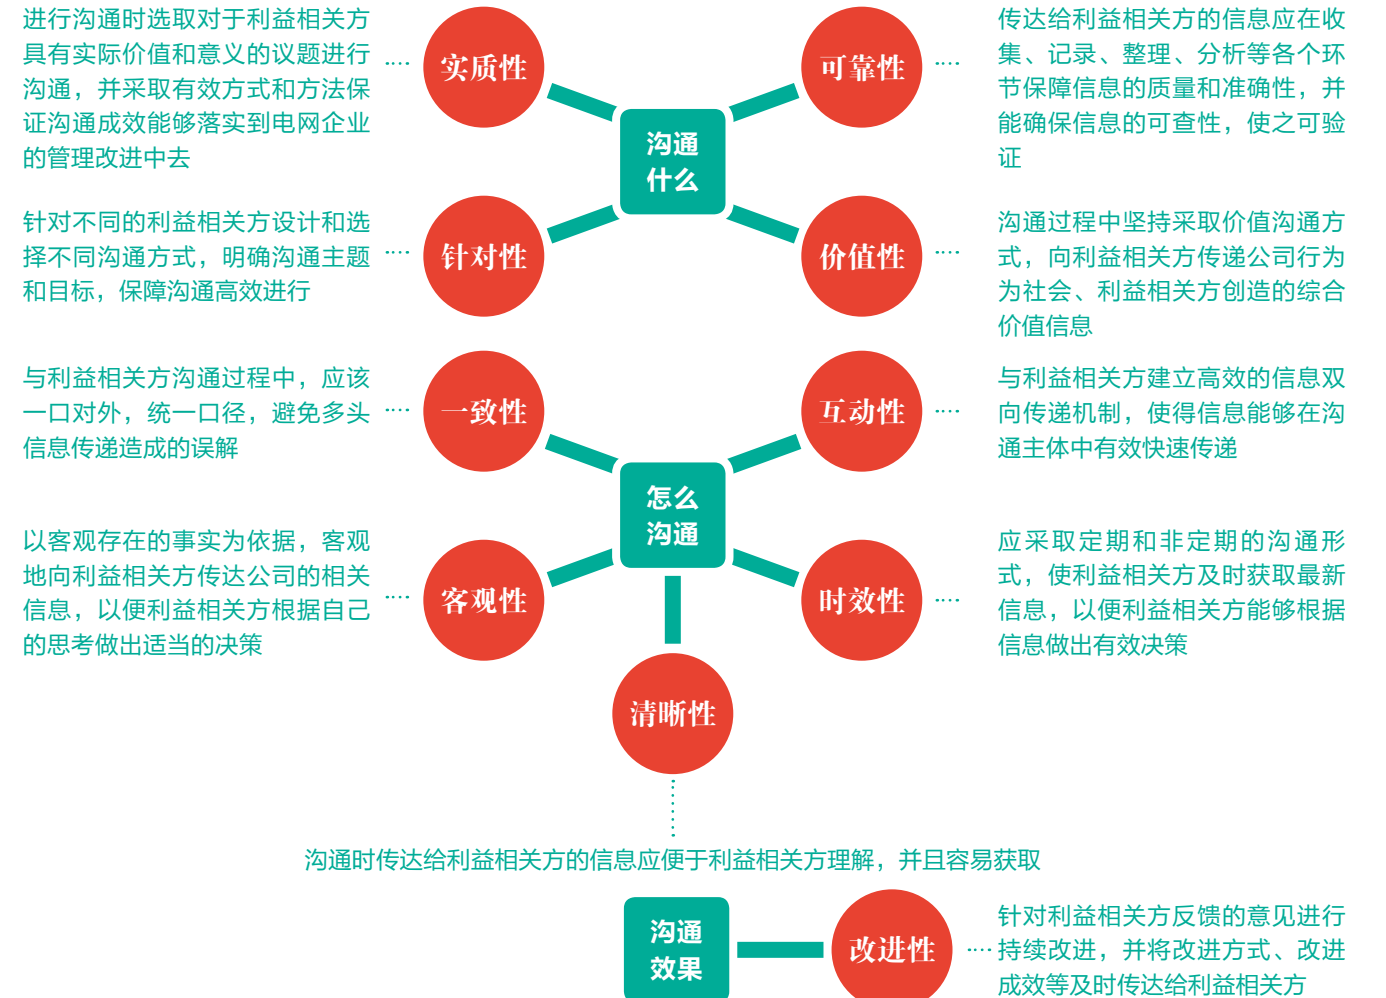 进行沟通时选取对于利益相关方
具有实际价值和意义的议题进行
沟通，并采取有效方式和方法保
证沟通成效能够落实到电网企业
的管理改进中去
实质性
可靠性
传达给利益相关方的信息应在收
集、记录、整理、分析等各个环
节保障信息的质量和准确性，并
能确保信息的可查性，使之可验
证
沟通
什么
针对不同的利益相关方设计和选
择不同沟通方式，明确沟通主题
和目标，保障沟通高效进行
针对性
价值性
沟通过程中坚持采取价值沟通方
式，向利益相关方传递公司行为
为社会、利益相关方创造的综合
价值信息
与利益相关方沟通过程中，应该
一口对外，统一口径，避免多头
信息传递造成的误解
一致性
互动性
与利益相关方建立高效的信息双
向传递机制，使得信息能够在沟
通主体中有效快速传递
怎么
沟通
以客观存在的事实为依据，客观
地向利益相关方传达公司的相关
信息，以便利益相关方根据自己
的思考做出适当的决策
客观性
时效性
应采取定期和非定期的沟通形
式，使利益相关方及时获取最新
信息，以便利益相关方能够根据
信息做出有效决策
清晰性
沟通时传达给利益相关方的信息应便于利益相关方理解，并且容易获取
沟通
效果
改进性
针对利益相关方反馈的意见进行
持续改进，并将改进方式、改进
成效等及时传达给利益相关方